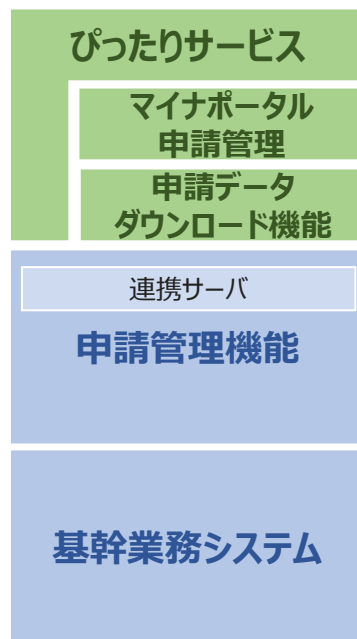 ぴったりサービス
マイナポータル
申請管理
申請データ
ダウンロード機能
連携サーバ
申請管理機能
基幹業務システム